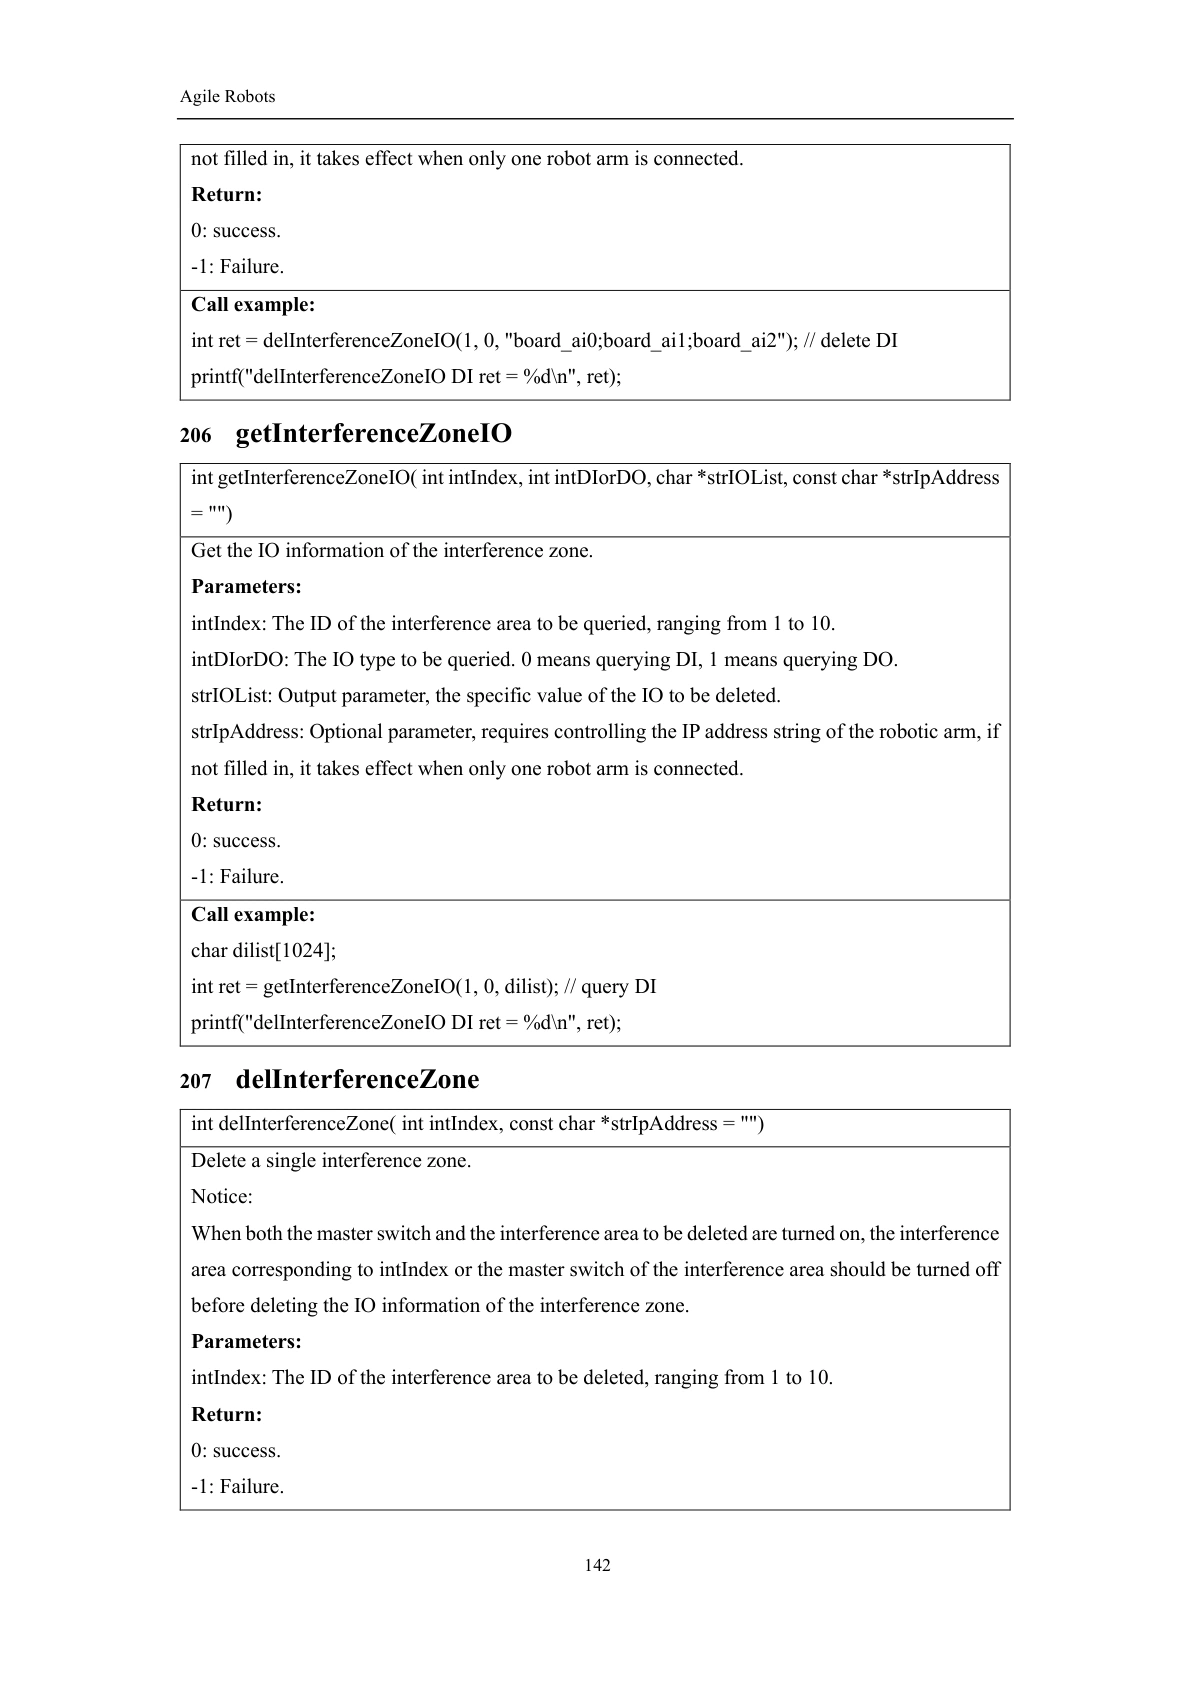 Agile Robots
not filled in, it takes effect when only one robot arm is connected.
Return:
0: success.
-1: Failure.
Call example:
int ret = delInterferenceZoneIO(1, 0, "board_ai0;board_ai1;board_ai2"); // delete DI
printf("delInterferenceZoneIO DI ret = %d\n", ret);
206 getInterferenceZoneIO
int getInterferenceZoneIO( int intIndex, int intDIorDO, char *strIOList, const char *strIpAddress
= "")
Get the IO information of the interference zone.
Parameters:
intIndex: The ID of the interference area to be queried, ranging from 1 to 10.
intDIorDO: The IO type to be queried. 0 means querying DI, 1 means querying DO.
strIOList: Output parameter, the specific value of the IO to be deleted.
strIpAddress: Optional parameter, requires controlling the IP address string of the robotic arm, if
not filled in, it takes effect when only one robot arm is connected.
Return:
0: success.
-1: Failure.
Call example:
char dilist[1024];
int ret = getInterferenceZoneIO(1, 0, dilist); // query DI
printf("delInterferenceZoneIO DI ret = %d\n", ret);
207 delInterferenceZone
int delInterferenceZone( int intIndex, const char *strIpAddress = "")
Delete a single interference zone.
Notice:
When both the master switch and the interference area to be deleted are turned on, the interference
area corresponding to intIndex or the master switch of the interference area should be turned off
before deleting the IO information of the interference zone.
Parameters:
intIndex: The ID of the interference area to be deleted, ranging from 1 to 10.
Return:
0: success.
-1: Failure.
142